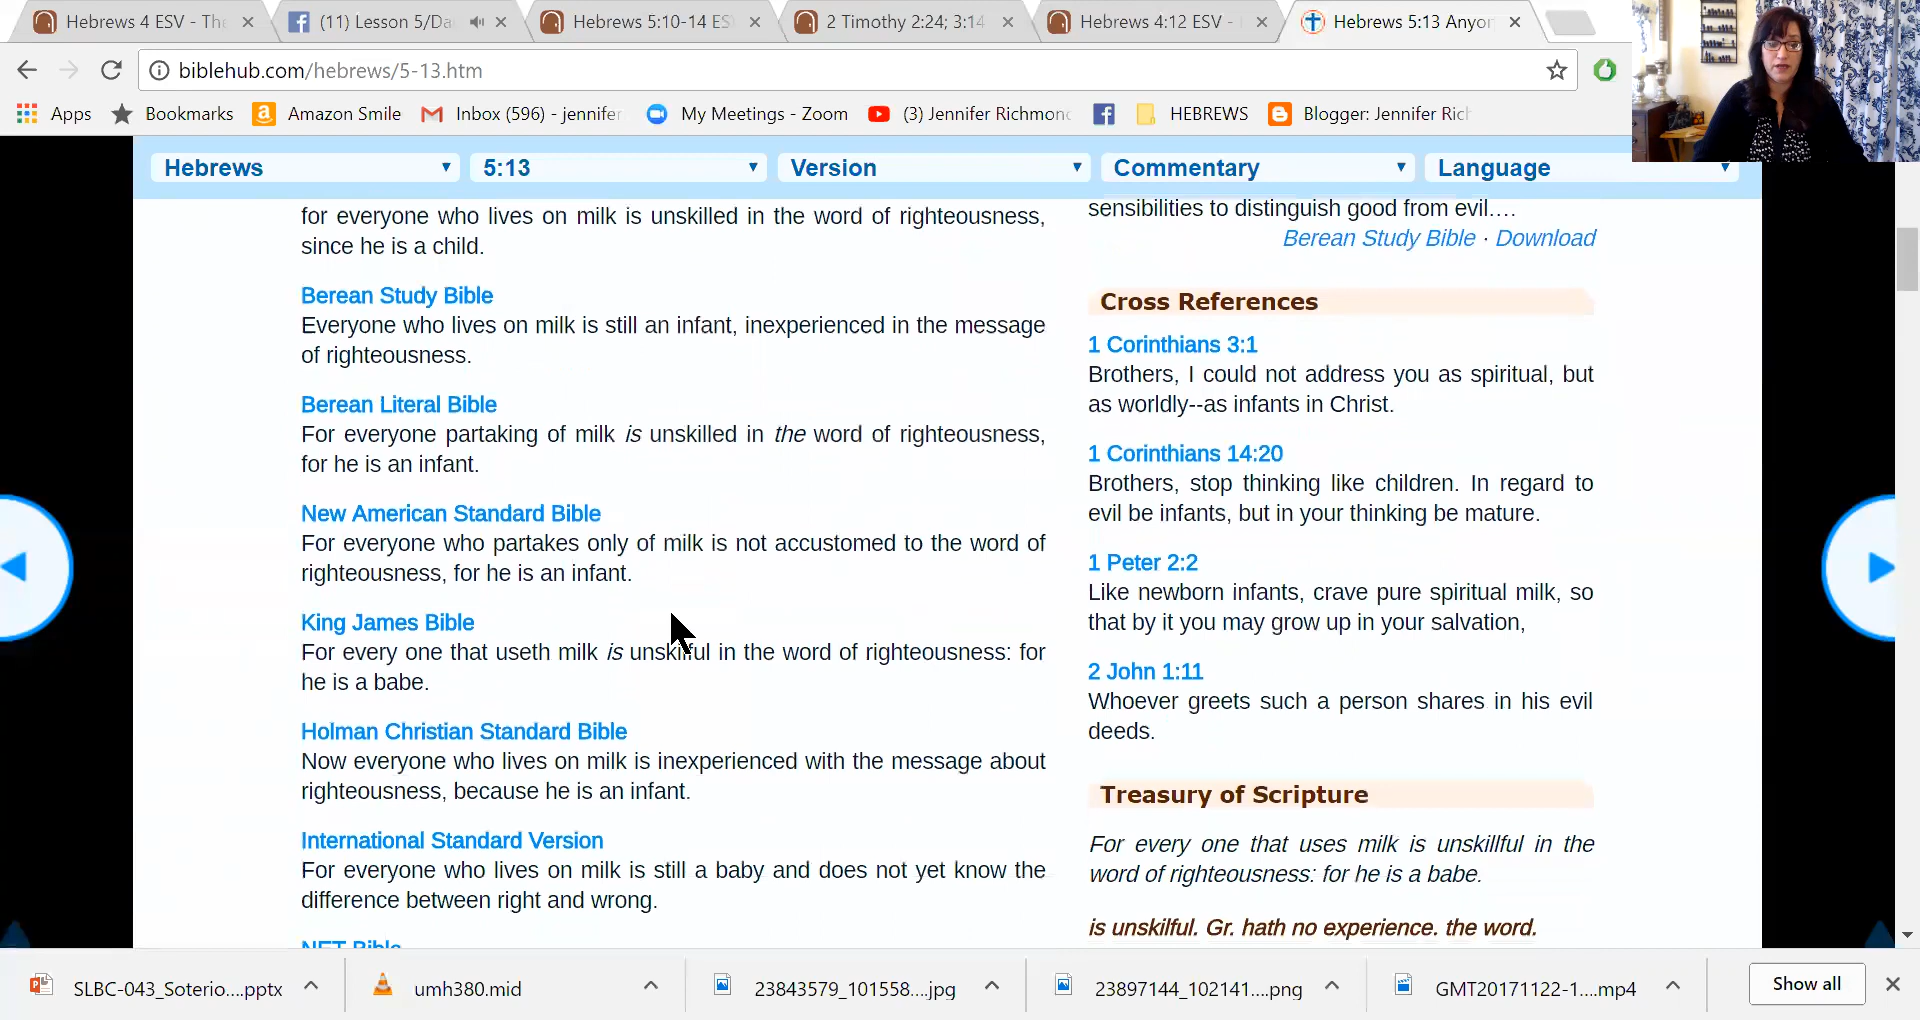 Hebrews 4 ESV - The
(11) Lesson 5/Da
Hebrews 5:10-14 ES
2 Timothy 2:24; 3:14
Hebrews 4:12 ESV -
Hebrews 5:13 Anyon
biblehub.com/hebrews/5-13.htm
Apps
Bookmarks
Amazon Smile
Inbox (596) - jennifer
My Meetings - Zoom
(3) Jennifer Richmond
HEBREWS
Blogger: Jennifer Rich
Hebrews
5:13
Version
Commentary
Language
for everyone who lives on milk is unskilled in the word of righteousness,
since he is a child.
Berean Study Bible
Everyone who lives on milk is still an infant, inexperienced in the message
of righteousness.
Berean Literal Bible
For everyone partaking of milk is unskilled in the word of righteousness,
for he is an infant.
New American Standard Bible
For everyone who partakes only of milk is not accustomed to the word of
righteousness, for he is an infant.
King James Bible
For every one that useth milk is unskilful in the word of righteousness: for
he is a babe.
Holman Christian Standard Bible
Now everyone who lives on milk is inexperienced with the message about
righteousness, because he is an infant.
International Standard Version
For everyone who lives on milk is still a baby and does not yet know the
difference between right and wrong.
NET Bible
sensibilities to distinguish good from evil....
Berean Study Bible · Download
Cross References
1 Corinthians 3:1
Brothers, I could not address you as spiritual, but
as worldly--as infants in Christ.
1 Corinthians 14:20
Brothers, stop thinking like children. In regard to
evil be infants, but in your thinking be mature.
1 Peter 2:2
Like newborn infants, crave pure spiritual milk, so
that by it you may grow up in your salvation,
2 John 1:11
Whoever greets such a person shares in his evil
deeds.
Treasury of Scripture
For every one that uses milk is unskillful in the
word of righteousness: for he is a babe.
is unskilful. Gr. hath no experience. the word.
SLBC-043_Soterio....pptx
umh380.mid
23843579_101558....jpg
23897144_102141....png
GMT20171122-1....mp4
Show all